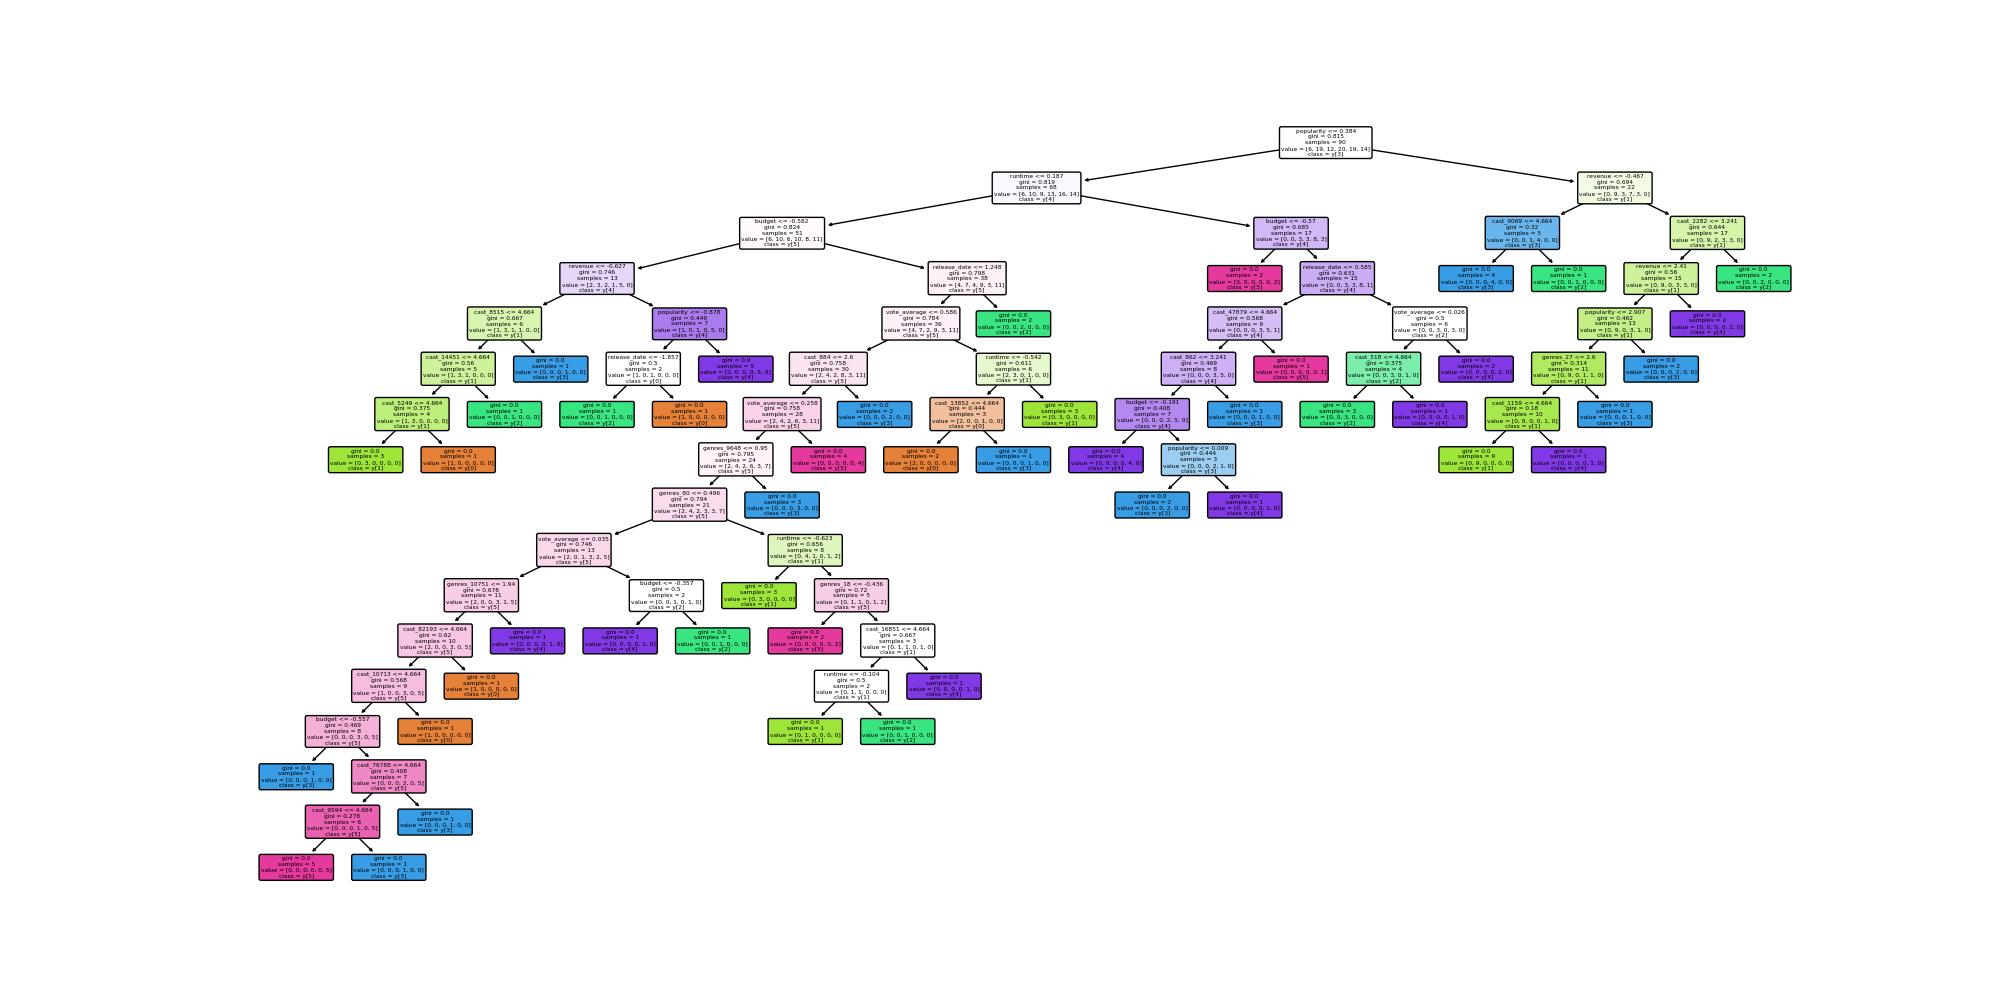 popularity <= 0.384
gini = 0.815
samples = 90
value = [6, 19, 12, 20, 19, 14]
class = y[3]
runtime <= 0.187
gini = 0.819
samples = 68
value = [6, 10, 9, 13, 16, 14]
class = y[4]
revenue <= -0.467
gini = 0.694
samples = 22
value = [0, 9, 3, 7, 3, 0]
class = y[1]
budget <= -0.582
gini = 0.824
samples = 51
value = [6, 10, 6, 10, 8, 11]
class = y[5]
budget <= -0.57
gini = 0.685
samples = 17
value = [0, 0, 3, 3, 8, 3]
class = y[4]
cast_9069 <= 4.664
gini = 0.32
samples = 5
value = [0, 0, 1, 4, 0, 0]
class = y[3]
cast_2282 <= 3.241
gini = 0.644
samples = 17
value = [0, 9, 2, 3, 3, 0]
class = y[1]
revenue <= -0.627
gini = 0.746
samples = 13
value = [2, 3, 2, 1, 5, 0]
class = y[4]
release_date <= 1.248
gini = 0.798
samples = 38
value = [4, 7, 4, 9, 3, 11]
class = y[5]
gini = 0.0
samples = 2
value = [0, 0, 0, 0, 0, 2]
class = y[5]
release_date <= 0.585
gini = 0.631
samples = 15
value = [0, 0, 3, 3, 8, 1]
class = y[4]
gini = 0.0
samples = 4
value = [0, 0, 0, 4, 0, 0]
class = y[3]
gini = 0.0
samples = 1
value = [0, 0, 1, 0, 0, 0]
class = y[2]
revenue <= 2.41
gini = 0.56
samples = 15
value = [0, 9, 0, 3, 3, 0]
class = y[1]
gini = 0.0
samples = 2
value = [0, 0, 2, 0, 0, 0]
class = y[2]
cast_8515 <= 4.664
gini = 0.667
samples = 6
value = [1, 3, 1, 1, 0, 0]
class = y[1]
popularity <= -0.878
gini = 0.449
samples = 7
value = [1, 0, 1, 0, 5, 0]
class = y[4]
vote_average <= 0.586
gini = 0.784
samples = 36
value = [4, 7, 2, 9, 3, 11]
class = y[5]
gini = 0.0
samples = 2
value = [0, 0, 2, 0, 0, 0]
class = y[2]
cast_47879 <= 4.664
gini = 0.568
samples = 9
value = [0, 0, 0, 3, 5, 1]
class = y[4]
vote_average <= 0.026
gini = 0.5
samples = 6
value = [0, 0, 3, 0, 3, 0]
class = y[2]
popularity <= 2.907
gini = 0.462
samples = 13
value = [0, 9, 0, 3, 1, 0]
class = y[1]
gini = 0.0
samples = 2
value = [0, 0, 0, 0, 2, 0]
class = y[4]
cast_14451 <= 4.664
gini = 0.56
samples = 5
value = [1, 3, 1, 0, 0, 0]
class = y[1]
gini = 0.0
samples = 1
value = [0, 0, 0, 1, 0, 0]
class = y[3]
release_date <= -1.857
gini = 0.5
samples = 2
value = [1, 0, 1, 0, 0, 0]
class = y[0]
gini = 0.0
samples = 5
value = [0, 0, 0, 0, 5, 0]
class = y[4]
cast_884 <= 2.6
gini = 0.758
samples = 30
value = [2, 4, 2, 8, 3, 11]
class = y[5]
runtime <= -0.542
gini = 0.611
samples = 6
value = [2, 3, 0, 1, 0, 0]
class = y[1]
cast_862 <= 3.241
gini = 0.469
samples = 8
value = [0, 0, 0, 3, 5, 0]
class = y[4]
gini = 0.0
samples = 1
value = [0, 0, 0, 0, 0, 1]
class = y[5]
cast_518 <= 4.664
gini = 0.375
samples = 4
value = [0, 0, 3, 0, 1, 0]
class = y[2]
gini = 0.0
samples = 2
value = [0, 0, 0, 0, 2, 0]
class = y[4]
genres_27 <= 2.6
gini = 0.314
samples = 11
value = [0, 9, 0, 1, 1, 0]
class = y[1]
gini = 0.0
samples = 2
value = [0, 0, 0, 2, 0, 0]
class = y[3]
cast_5249 <= 4.664
gini = 0.375
samples = 4
value = [1, 3, 0, 0, 0, 0]
class = y[1]
gini = 0.0
samples = 1
value = [0, 0, 1, 0, 0, 0]
class = y[2]
gini = 0.0
samples = 1
value = [0, 0, 1, 0, 0, 0]
class = y[2]
gini = 0.0
samples = 1
value = [1, 0, 0, 0, 0, 0]
class = y[0]
vote_average <= 0.258
gini = 0.758
samples = 28
value = [2, 4, 2, 6, 3, 11]
class = y[5]
gini = 0.0
samples = 2
value = [0, 0, 0, 2, 0, 0]
class = y[3]
cast_13852 <= 4.664
gini = 0.444
samples = 3
value = [2, 0, 0, 1, 0, 0]
class = y[0]
gini = 0.0
samples = 3
value = [0, 3, 0, 0, 0, 0]
class = y[1]
budget <= -0.191
gini = 0.408
samples = 7
value = [0, 0, 0, 2, 5, 0]
class = y[4]
gini = 0.0
samples = 1
value = [0, 0, 0, 1, 0, 0]
class = y[3]
gini = 0.0
samples = 3
value = [0, 0, 3, 0, 0, 0]
class = y[2]
gini = 0.0
samples = 1
value = [0, 0, 0, 0, 1, 0]
class = y[4]
cast_1159 <= 4.664
gini = 0.18
samples = 10
value = [0, 9, 0, 0, 1, 0]
class = y[1]
gini = 0.0
samples = 1
value = [0, 0, 0, 1, 0, 0]
class = y[3]
gini = 0.0
samples = 3
value = [0, 3, 0, 0, 0, 0]
class = y[1]
gini = 0.0
samples = 1
value = [1, 0, 0, 0, 0, 0]
class = y[0]
genres_9648 <= 0.95
gini = 0.795
samples = 24
value = [2, 4, 2, 6, 3, 7]
class = y[5]
gini = 0.0
samples = 4
value = [0, 0, 0, 0, 0, 4]
class = y[5]
gini = 0.0
samples = 2
value = [2, 0, 0, 0, 0, 0]
class = y[0]
gini = 0.0
samples = 1
value = [0, 0, 0, 1, 0, 0]
class = y[3]
gini = 0.0
samples = 4
value = [0, 0, 0, 0, 4, 0]
class = y[4]
popularity <= 0.009
gini = 0.444
samples = 3
value = [0, 0, 0, 2, 1, 0]
class = y[3]
gini = 0.0
samples = 9
value = [0, 9, 0, 0, 0, 0]
class = y[1]
gini = 0.0
samples = 1
value = [0, 0, 0, 0, 1, 0]
class = y[4]
genres_80 <= 0.496
gini = 0.794
samples = 21
value = [2, 4, 2, 3, 3, 7]
class = y[5]
gini = 0.0
samples = 3
value = [0, 0, 0, 3, 0, 0]
class = y[3]
gini = 0.0
samples = 2
value = [0, 0, 0, 2, 0, 0]
class = y[3]
gini = 0.0
samples = 1
value = [0, 0, 0, 0, 1, 0]
class = y[4]
vote_average <= 0.035
gini = 0.746
samples = 13
value = [2, 0, 1, 3, 2, 5]
class = y[5]
runtime <= -0.623
gini = 0.656
samples = 8
value = [0, 4, 1, 0, 1, 2]
class = y[1]
genres_10751 <= 1.94
gini = 0.678
samples = 11
value = [2, 0, 0, 3, 1, 5]
class = y[5]
budget <= -0.357
gini = 0.5
samples = 2
value = [0, 0, 1, 0, 1, 0]
class = y[2]
gini = 0.0
samples = 3
value = [0, 3, 0, 0, 0, 0]
class = y[1]
genres_18 <= -0.436
gini = 0.72
samples = 5
value = [0, 1, 1, 0, 1, 2]
class = y[5]
cast_82193 <= 4.664
gini = 0.62
samples = 10
value = [2, 0, 0, 3, 0, 5]
class = y[5]
gini = 0.0
samples = 1
value = [0, 0, 0, 0, 1, 0]
class = y[4]
gini = 0.0
samples = 1
value = [0, 0, 0, 0, 1, 0]
class = y[4]
gini = 0.0
samples = 1
value = [0, 0, 1, 0, 0, 0]
class = y[2]
gini = 0.0
samples = 2
value = [0, 0, 0, 0, 0, 2]
class = y[5]
cast_16851 <= 4.664
gini = 0.667
samples = 3
value = [0, 1, 1, 0, 1, 0]
class = y[1]
cast_10713 <= 4.664
gini = 0.568
samples = 9
value = [1, 0, 0, 3, 0, 5]
class = y[5]
gini = 0.0
samples = 1
value = [1, 0, 0, 0, 0, 0]
class = y[0]
runtime <= -0.104
gini = 0.5
samples = 2
value = [0, 1, 1, 0, 0, 0]
class = y[1]
gini = 0.0
samples = 1
value = [0, 0, 0, 0, 1, 0]
class = y[4]
budget <= -0.557
gini = 0.469
samples = 8
value = [0, 0, 0, 3, 0, 5]
class = y[5]
gini = 0.0
samples = 1
value = [1, 0, 0, 0, 0, 0]
class = y[0]
gini = 0.0
samples = 1
value = [0, 1, 0, 0, 0, 0]
class = y[1]
gini = 0.0
samples = 1
value = [0, 0, 1, 0, 0, 0]
class = y[2]
gini = 0.0
samples = 1
value = [0, 0, 0, 1, 0, 0]
class = y[3]
cast_76788 <= 4.664
gini = 0.408
samples = 7
value = [0, 0, 0, 2, 0, 5]
class = y[5]
cast_9594 <= 4.664
gini = 0.278
samples = 6
value = [0, 0, 0, 1, 0, 5]
class = y[5]
gini = 0.0
samples = 1
value = [0, 0, 0, 1, 0, 0]
class = y[3]
gini = 0.0
samples = 5
value = [0, 0, 0, 0, 0, 5]
class = y[5]
gini = 0.0
samples = 1
value = [0, 0, 0, 1, 0, 0]
class = y[3]